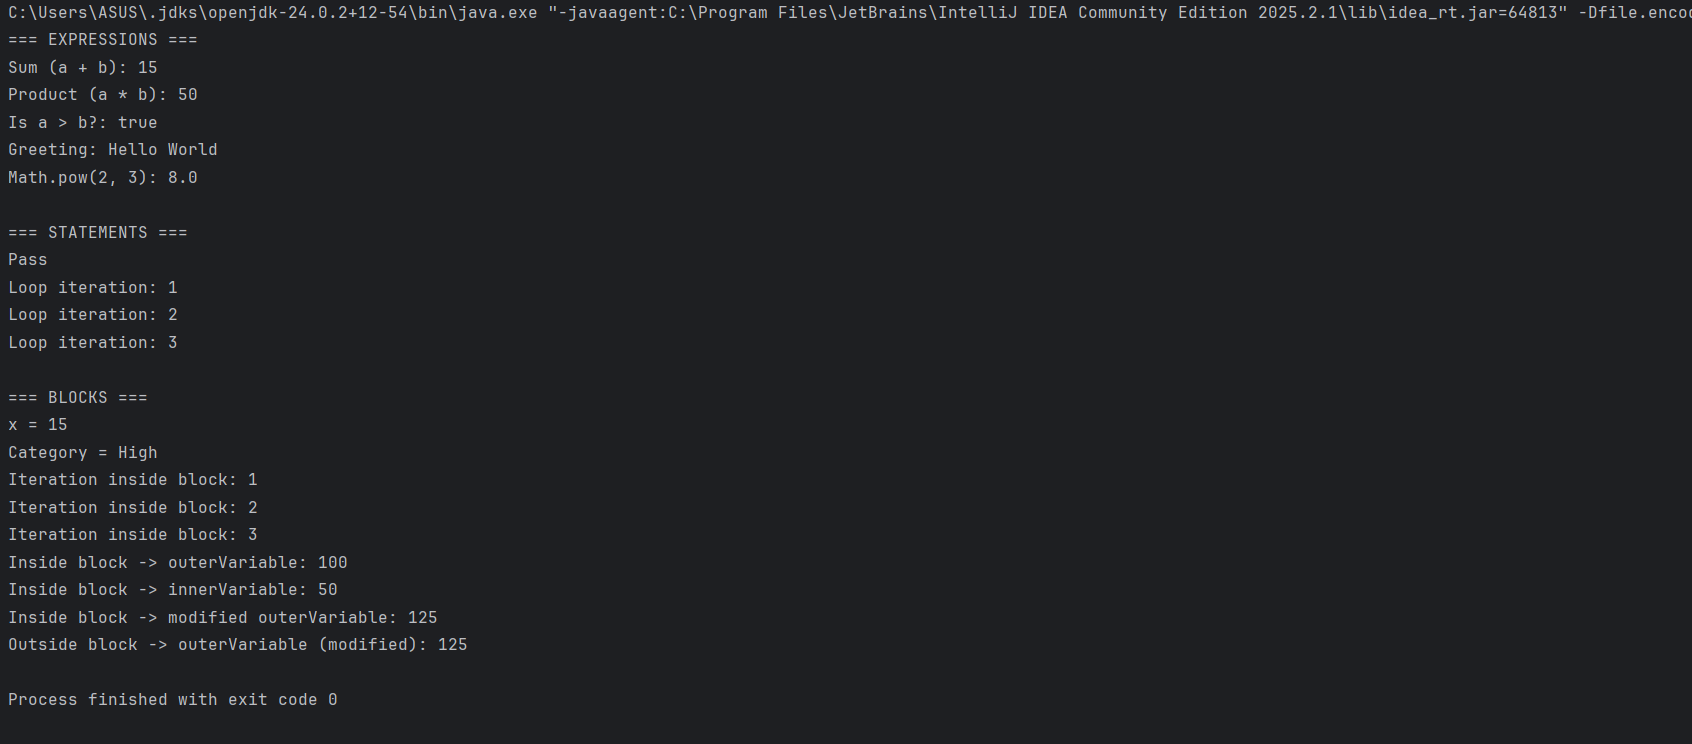 C:\Users\ASUS\.jdks\openjdk-24.0.2+12-54\bin\java.exe "-javaagent:C:\Program Files\JetBrains\IntelliJ IDEA Community Edition 2025.2.1\lib\idea_rt.jar=64813" -Dfile.enco
=== EXPRESSIONS ===
Sum (a + b): 15
Product (a * b): 50
Is a > b?: true
Greeting: Hello World
Math.pow(2, 3): 8.0
=== STATEMENTS ===
Pass
Loop iteration: 1
Loop iteration: 2
Loop iteration: 3
=== BLOCKS ===
x = 15
Category = High
Iteration inside block: 1
Iteration inside block: 2
Iteration inside block: 3
Inside block -> outerVariable: 100
Inside block -> innerVariable: 50
Inside block -> modified outerVariable: 125
Outside block -> outerVariable (modified): 125
Process finished with exit code 0